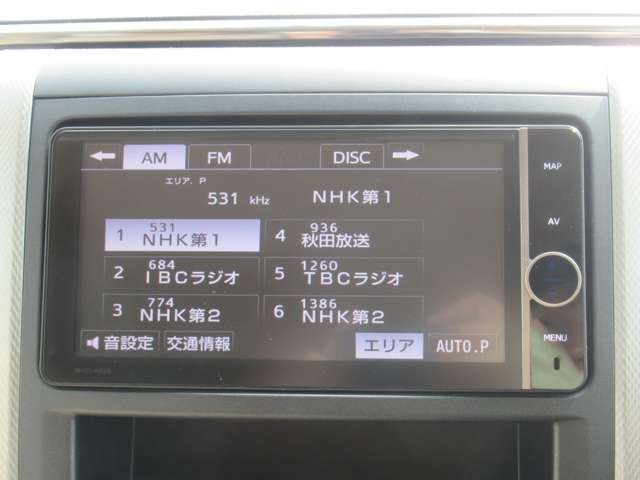 AM FM DISC
エリア. P
531 kHz NHK第1
1 531 NHK第1
4 936 秋田放送
2 684 IBCラジオ
5 1260 TBCラジオ
3 774 NHK第2
6 1386 NHK第2
音設定 交通情報 エリア AUTO.P
MAP
AV
MENU